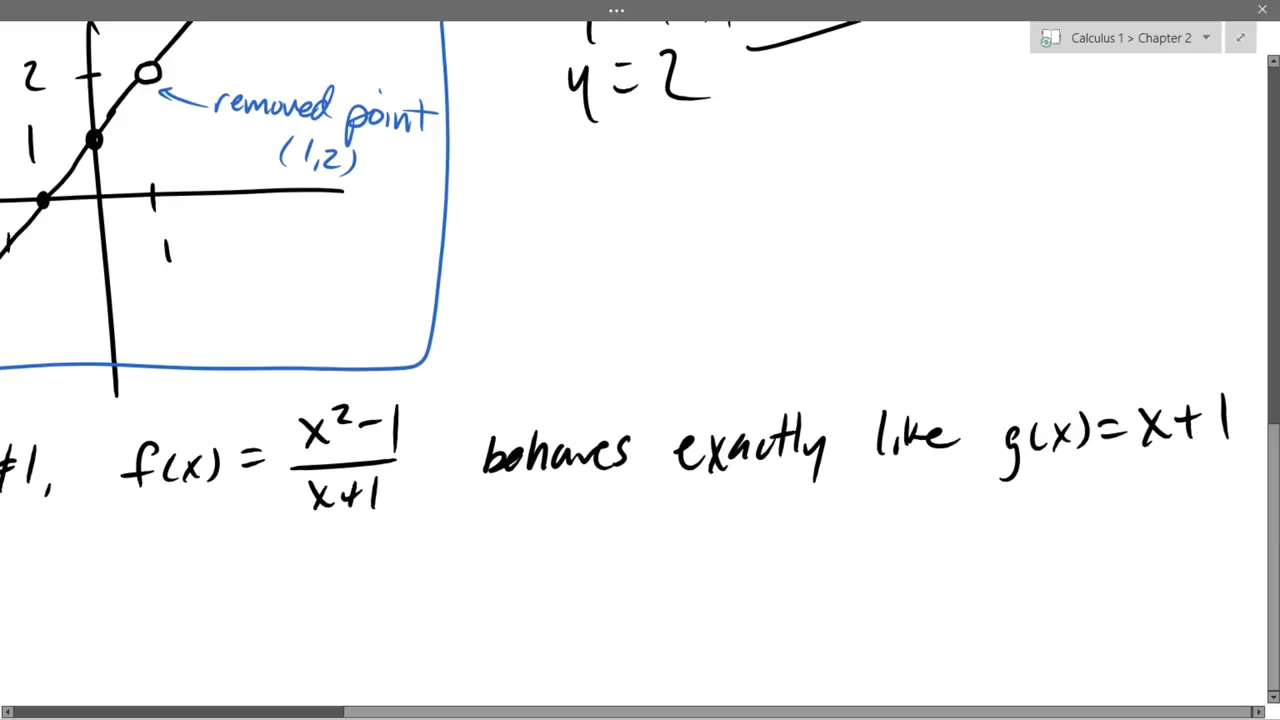 Calculus 1 > Chapter 2
y = 2
2
removed point
1
(1,2)
1
≠1, f(x) = x²-1 / x+1 behaves exactly like g(x) = x+1